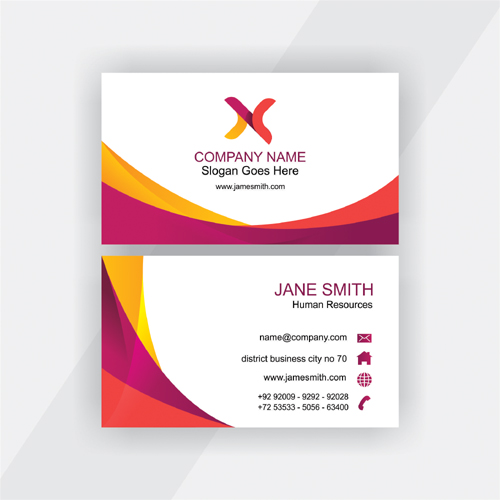 COMPANY NAME
Slogan Goes Here
www.jamesmith.com
JANE SMITH
Human Resources
name@company.com
district business city no 70
www.jamesmith.com
+92 92009 - 9292 - 92028
+72 53533 - 5056 - 63400